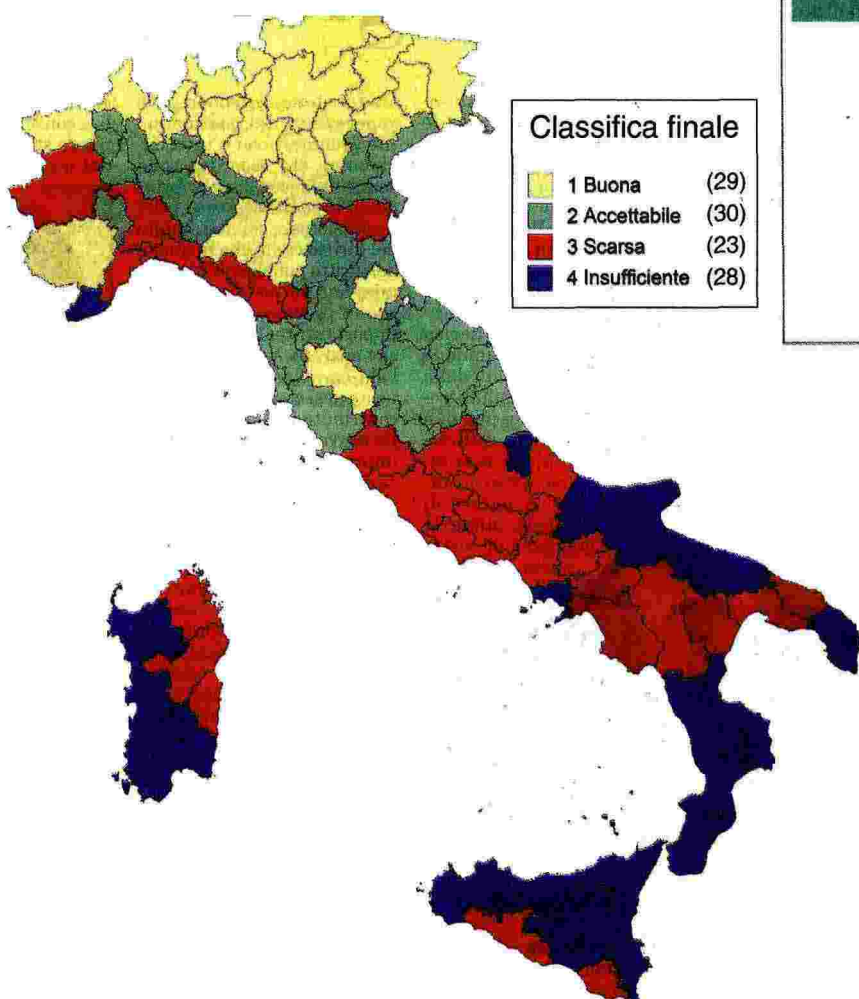 Classifica finale
1 Buona (29)
2 Accettabile (30)
3 Scarsa (23)
4 Insufficiente (28)